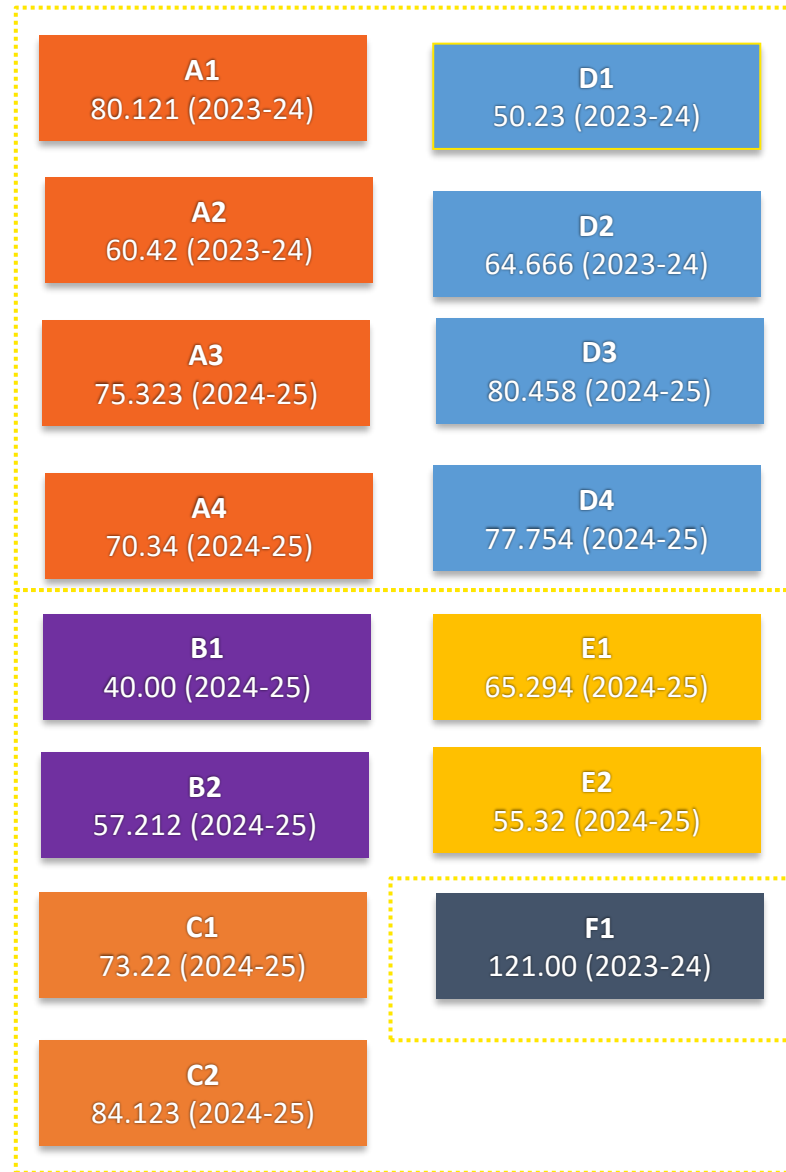 A1
80.121 (2023-24)
D1
50.23 (2023-24)
A2
60.42 (2023-24)
D2
64.666 (2023-24)
A3
75.323 (2024-25)
D3
80.458 (2024-25)
A4
70.34 (2024-25)
D4
77.754 (2024-25)
B1
40.00 (2024-25)
E1
65.294 (2024-25)
B2
57.212 (2024-25)
E2
55.32 (2024-25)
C1
73.22 (2024-25)
F1
121.00 (2023-24)
C2
84.123 (2024-25)